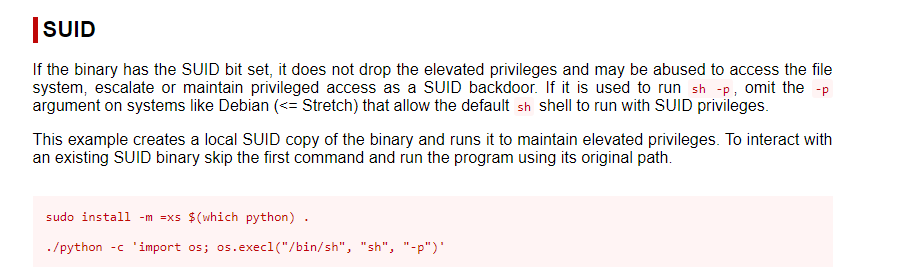 SUID
If the binary has the SUID bit set, it does not drop the elevated privileges and may be abused to access the file
system, escalate or maintain privileged access as a SUID backdoor. If it is used to run sh -p, omit the -p
argument on systems like Debian (<= Stretch) that allow the default sh shell to run with SUID privileges.
This example creates a local SUID copy of the binary and runs it to maintain elevated privileges. To interact with
an existing SUID binary skip the first command and run the program using its original path.
sudo install -m =xs $(which python) .
./python -c 'import os; os.execl("/bin/sh", "sh", "-p")'